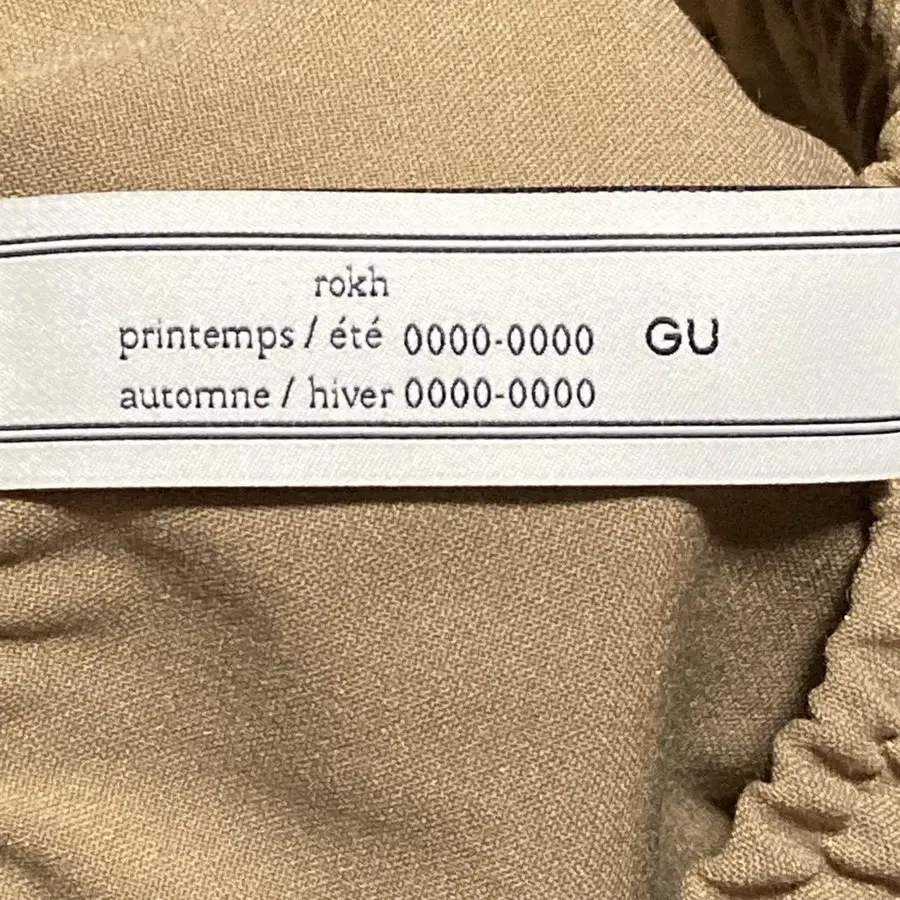 rokh
printemps / été 0000-0000 GU
automne / hiver 0000-0000